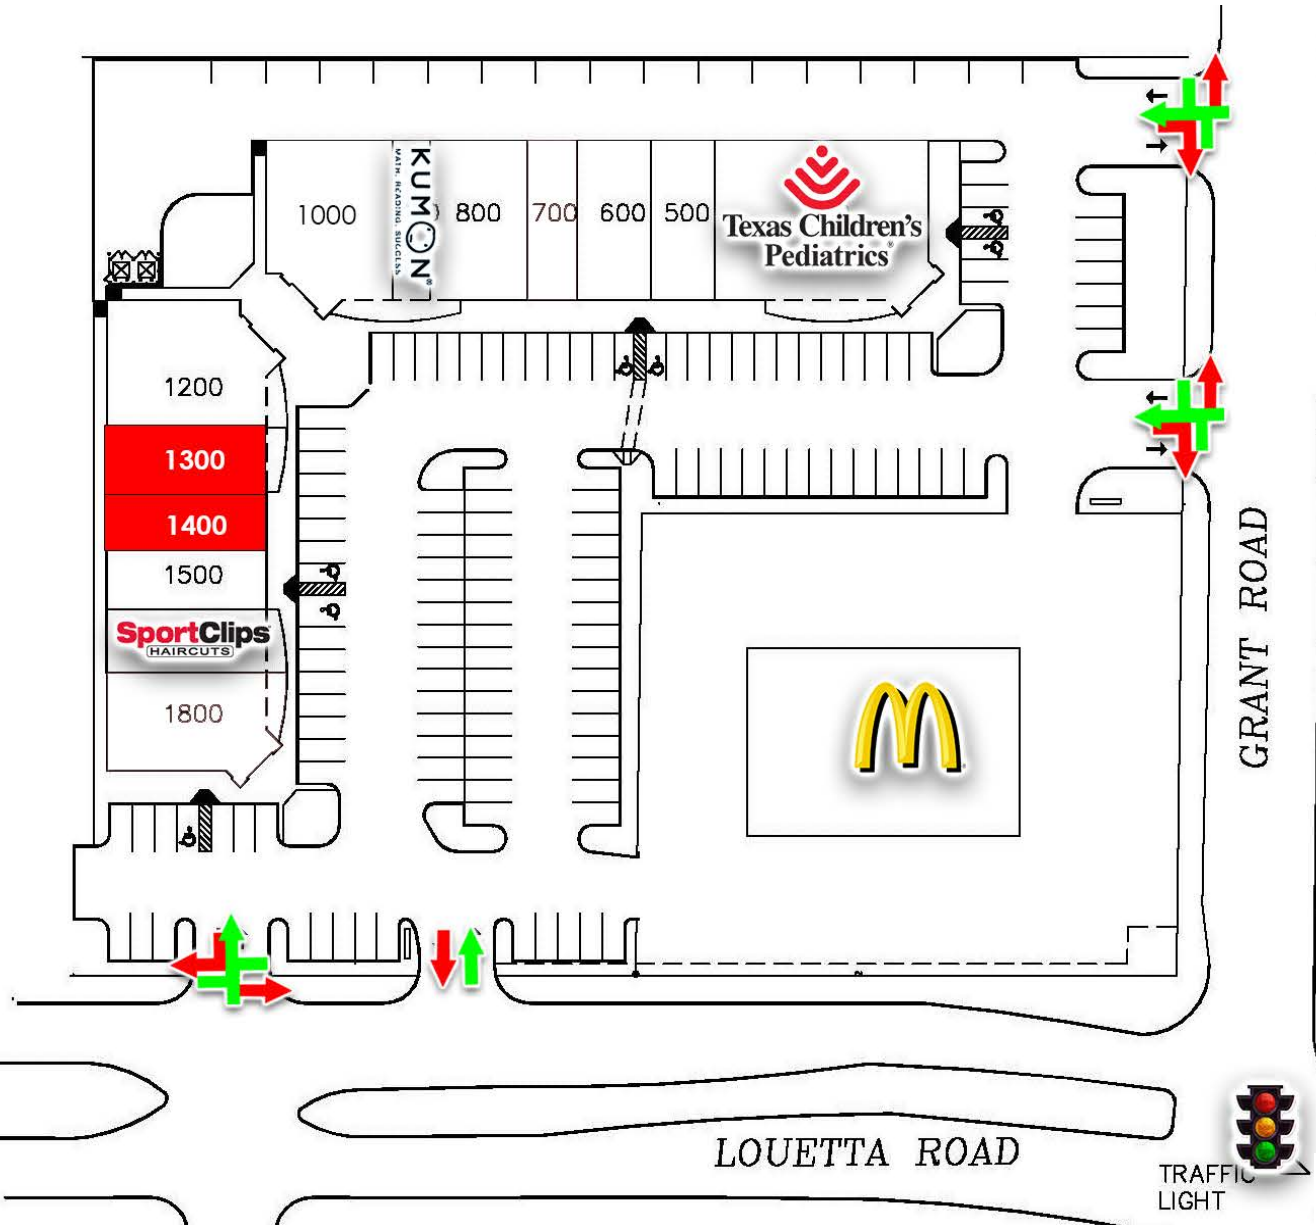 KUMON
MATH. READING. SUCCESS
1000
800
700
600
500
Texas Children's
Pediatrics
1200
1300
1400
1500
SportClips
HAIRCUTS
1800
GRANT ROAD
LOUETTA ROAD
TRAFFIC
LIGHT